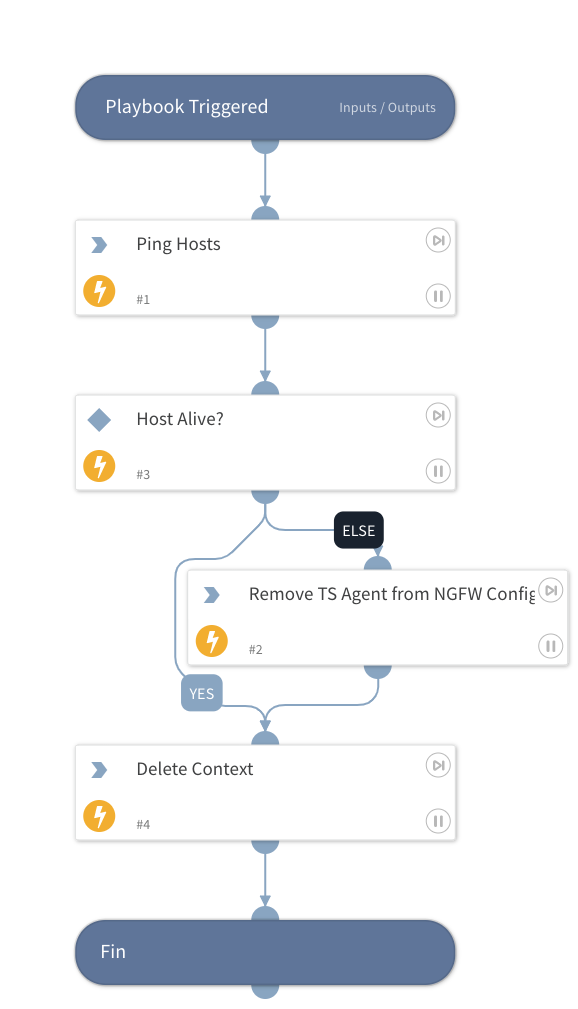 Playbook Triggered
Inputs / Outputs
Ping Hosts
#1
Host Alive?
#3
ELSE
Remove TS Agent from NGFW Config
#2
YES
Delete Context
#4
Fin